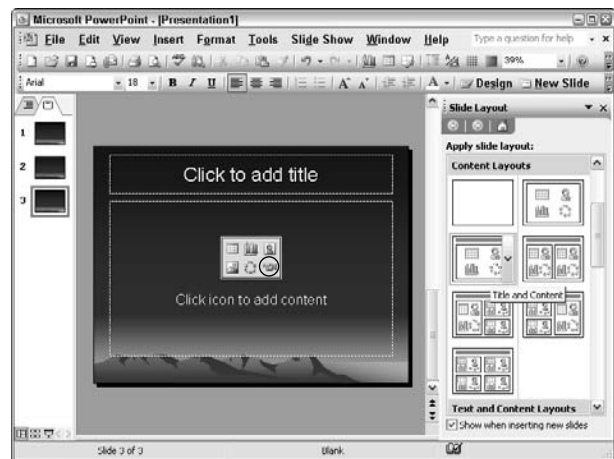 Microsoft PowerPoint - [Presentation1]
File Edit View Insert Format Tools Slide Show Window Help Type a question for help
39%
Arial 18 B I U A A A Design New Slide
Slide Layout
Apply slide layout:
Content Layouts
1
2
3
Click to add title
Click icon to add content
Title and Content
Text and Content Layouts
Show when inserting new slides
Slide 3 of 3 Blank